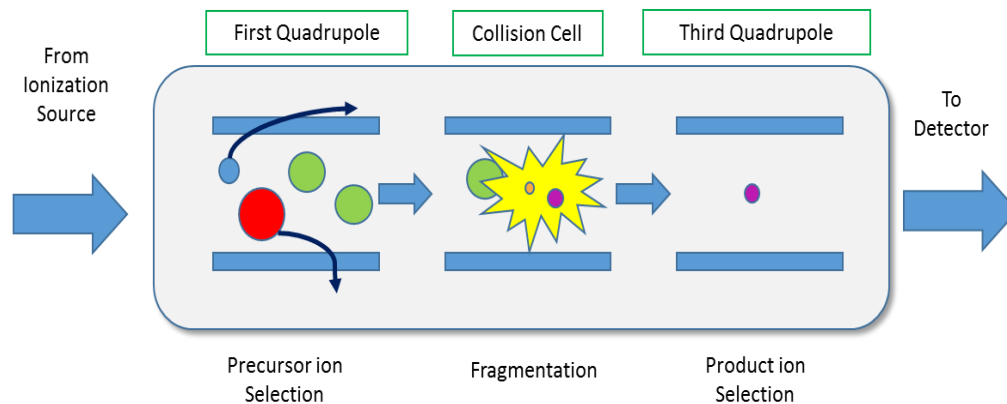 First Quadrupole
Collision Cell
Third Quadrupole
From
Ionization
Source
To
Detector
Precursor ion
Selection
Fragmentation
Product ion
Selection